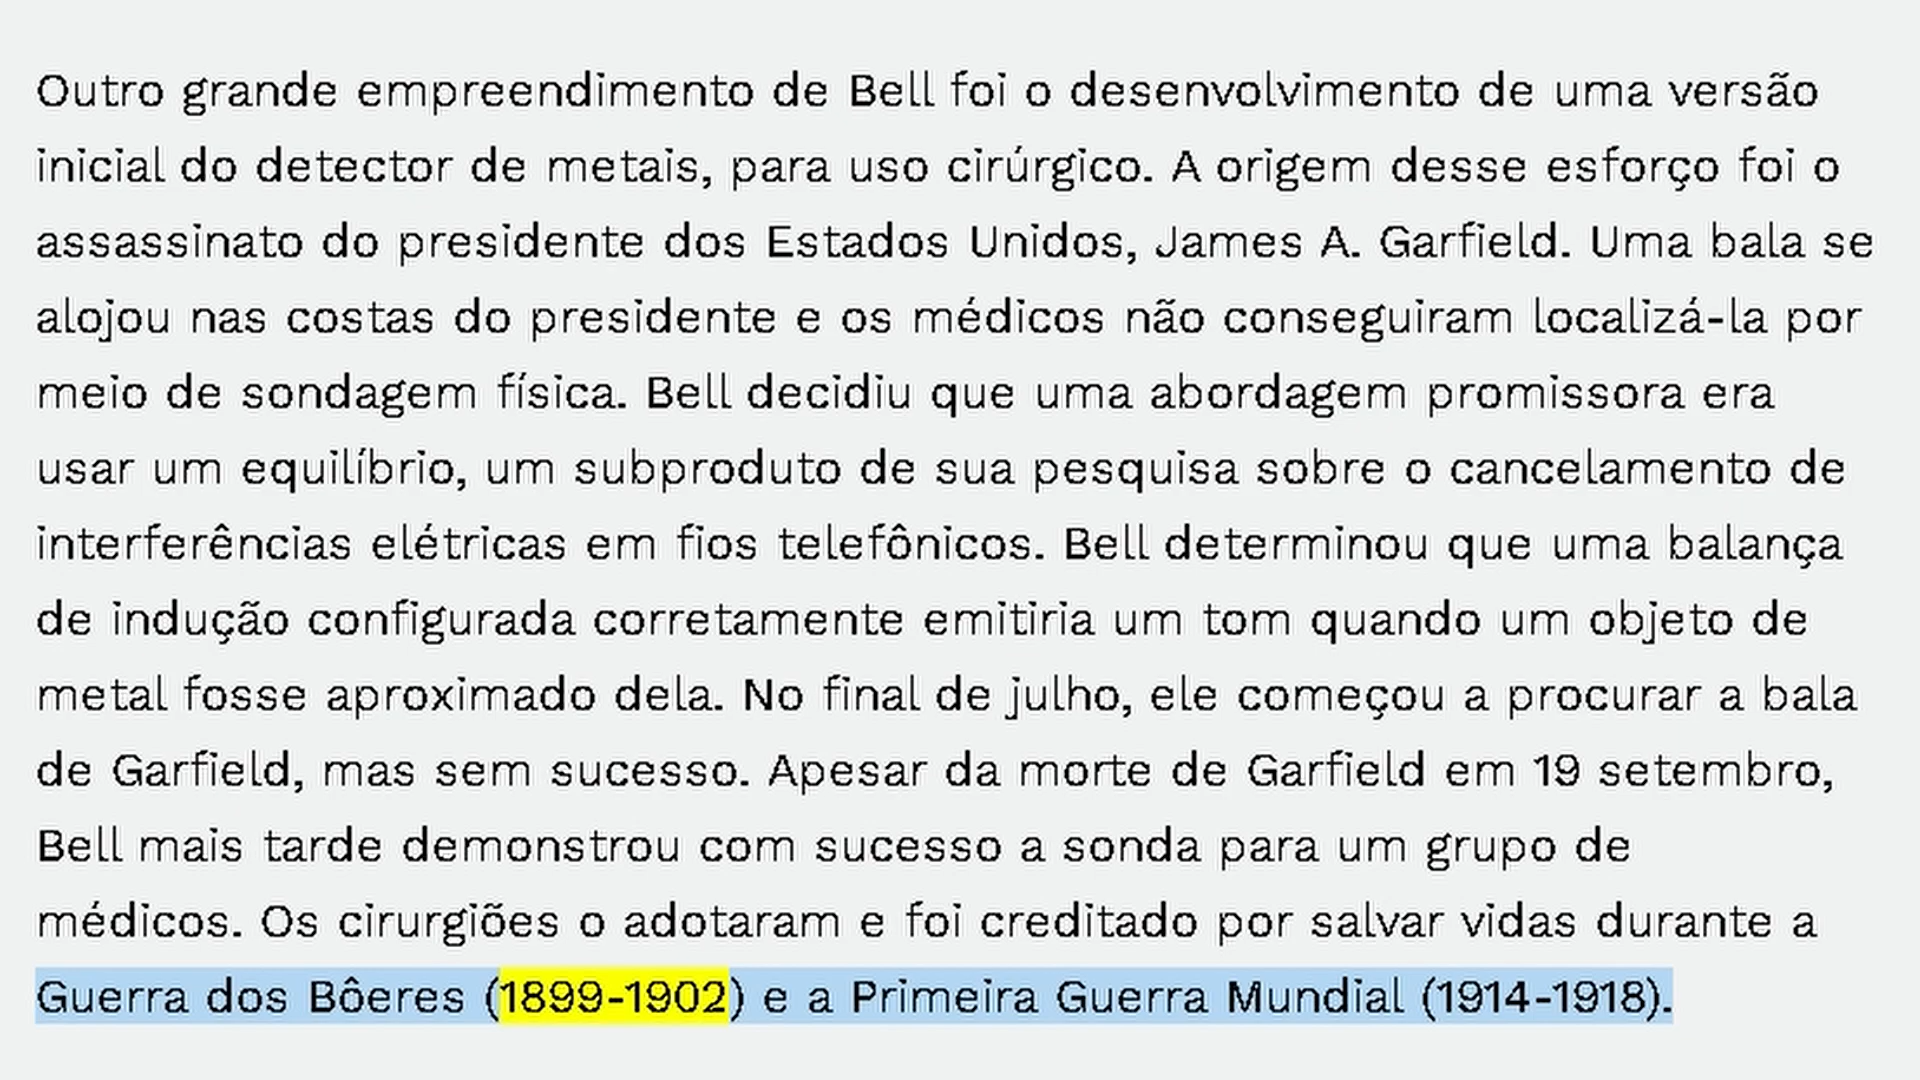 Outro grande empreendimento de Bell foi o desenvolvimento de uma versão
inicial do detector de metais, para uso cirúrgico. A origem desse esforço foi o
assassinato do presidente dos Estados Unidos, James A. Garfield. Uma bala se
alojou nas costas do presidente e os médicos não conseguiram localizá-la por
meio de sondagem física. Bell decidiu que uma abordagem promissora era
usar um equilíbrio, um subproduto de sua pesquisa sobre o cancelamento de
interferências elétricas em fios telefônicos. Bell determinou que uma balança
de indução configurada corretamente emitiria um tom quando um objeto de
metal fosse aproximado dela. No final de julho, ele começou a procurar a bala
de Garfield, mas sem sucesso. Apesar da morte de Garfield em 19 setembro,
Bell mais tarde demonstrou com sucesso a sonda para um grupo de
médicos. Os cirurgiões o adotaram e foi creditado por salvar vidas durante a
Guerra dos Bôeres (1899-1902) e a Primeira Guerra Mundial (1914-1918).